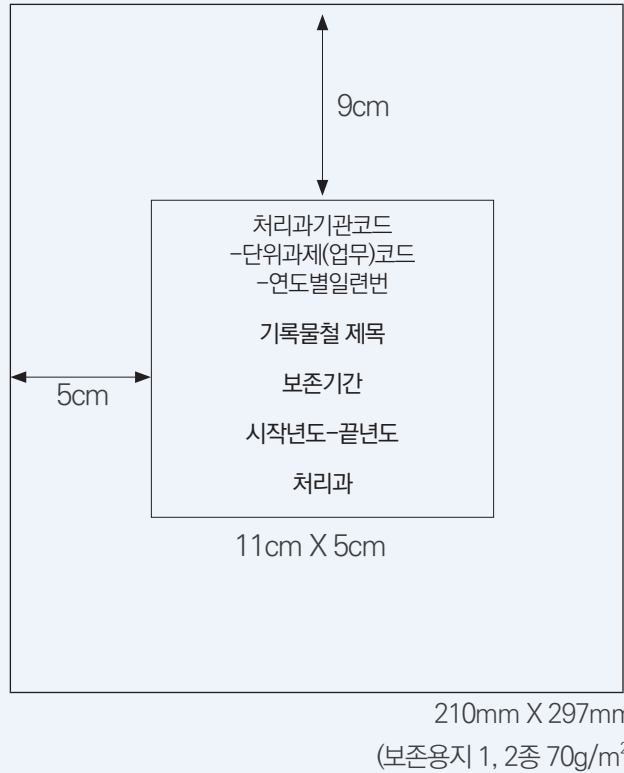 9cm
처리과기관코드
-단위과제(업무)코드
-연도별일련번
기록물철 제목
보존기간
5cm
시작년도-끝년도
처리과
11cm X 5cm
210mm X 297mm
(보존용지 1, 2종 70g/m²